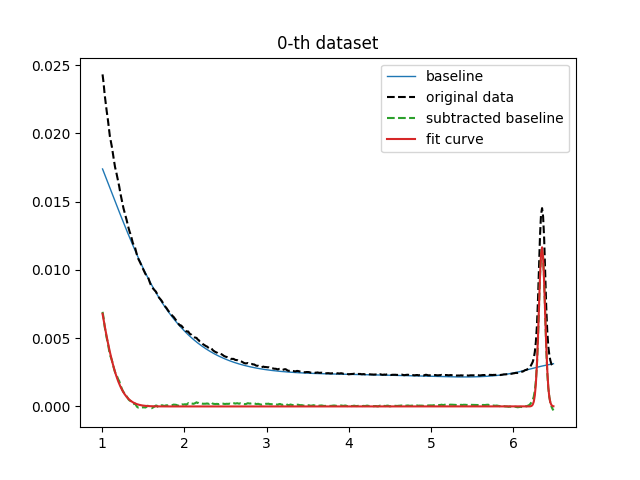 0-th dataset
baseline
original data
subtracted baseline
fit curve
0.025
0.020
0.015
0.010
0.005
0.000
1 2 3 4 5 6